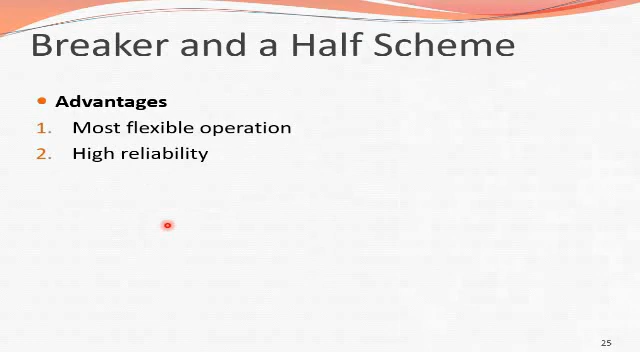 Breaker and a Half Scheme
Advantages
1. Most flexible operation
2. High reliability
25